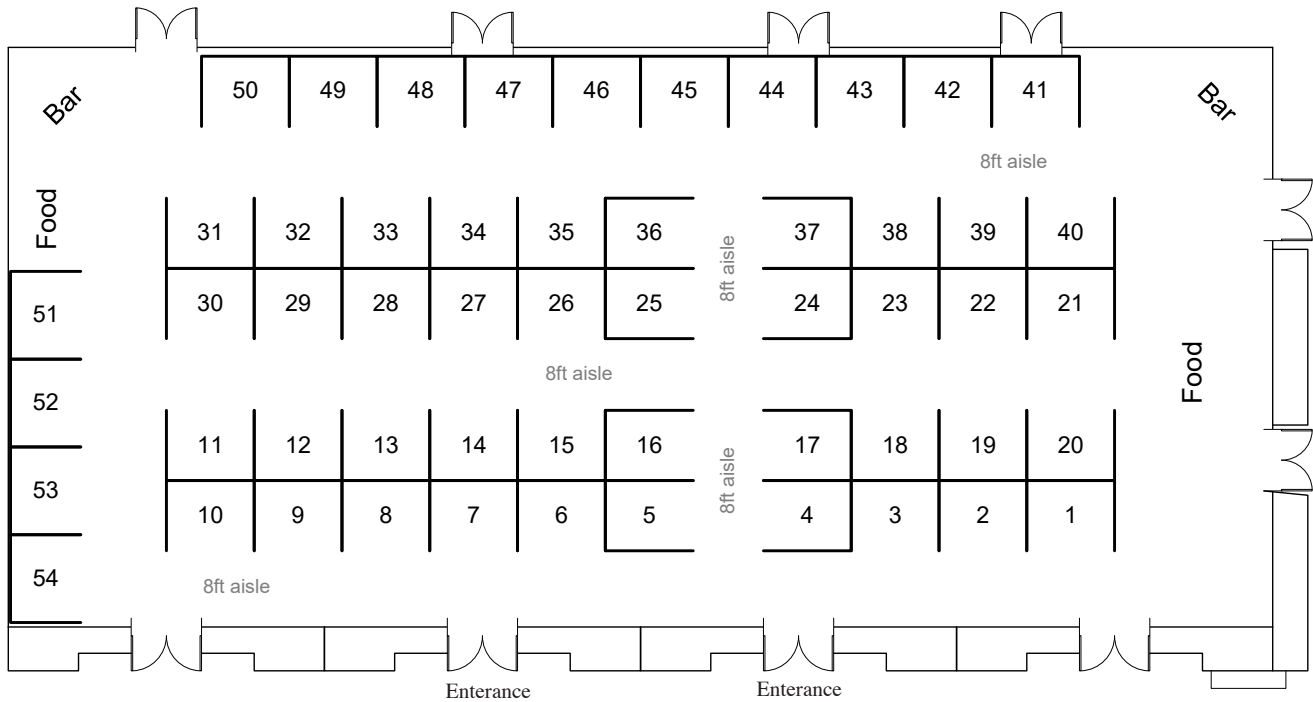 Bar
50 49 48 47 46 45 44 43 42 41
Bar
8ft aisle
Food
31 32 33 34 35 36
8ft aisle
37 38 39 40
30 29 28 27 26 25
24 23 22 21
51
52
53
54
8ft aisle
Food
11 12 13 14 15 16
8ft aisle
17 18 19 20
10 9 8 7 6 5
4 3 2 1
8ft aisle
Enterance
Enterance